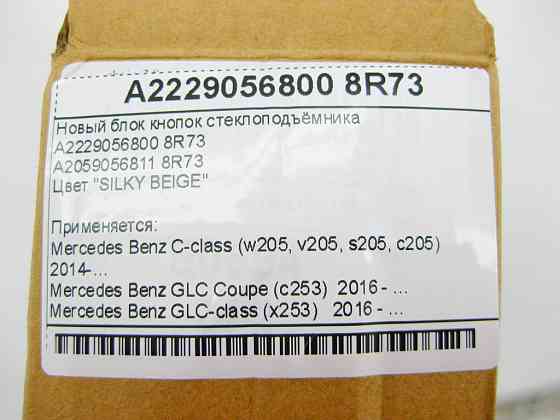 A2229056800 8R73
Новый блок кнопок стеклоподъёмника
A2229056800 8R73
A2059056811 8R73
Цвет "SILKY BEIGE"
Применяется:
Mercedes Benz C-class (w205, v205, s205, c205)
2014-...
Mercedes Benz GLC Coupe (c253) 2016 - ...
Mercedes Benz GLC-class (x253) 2016 - ...